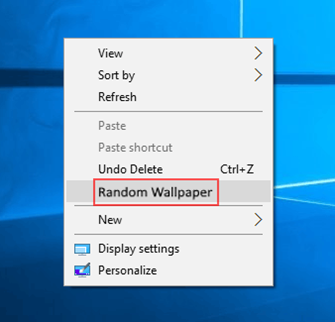 View
Sort by
Refresh
Paste
Paste shortcut
Undo Delete Ctrl+Z
Random Wallpaper
New
Display settings
Personalize